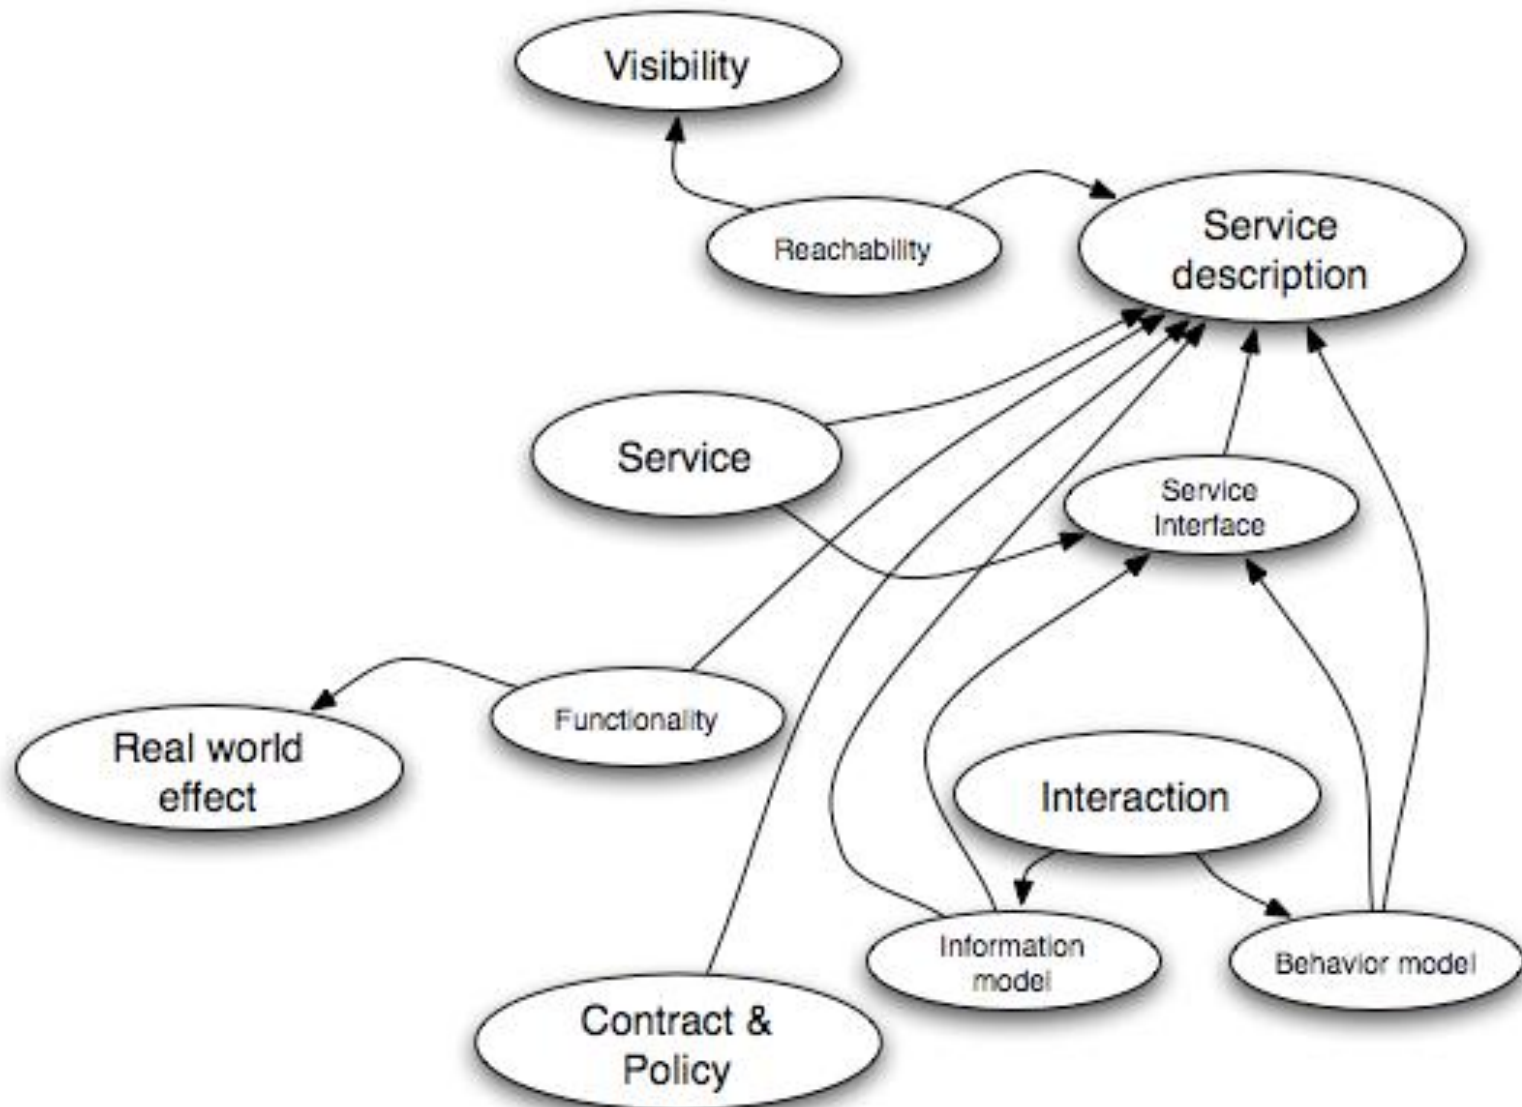 Visibility
Reachability
Service
description
Service
Service
Interface
Functionality
Real world
effect
Interaction
Information
model
Behavior model
Contract &
Policy